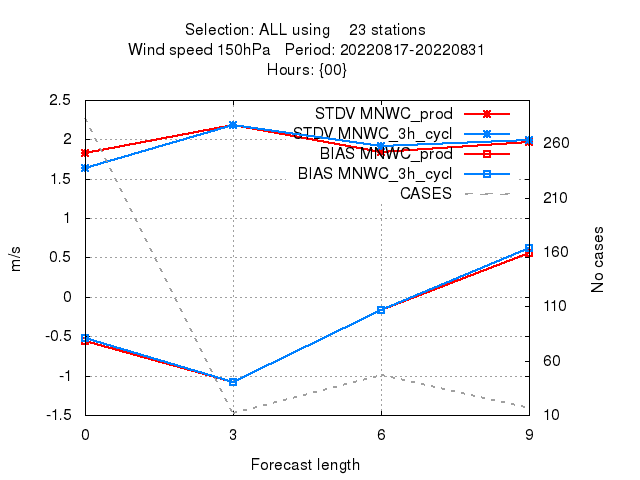 Selection: ALL using 23 stations
Wind speed 150hPa Period: 20220817-20220831
Hours: {00}
2.5
2
1.5
1
0.5
0
-0.5
-1
-1.5
m/s
STDV MNWC_prod
STDV MNWC_3h_cycl
BIAS MNWC_prod
BIAS MNWC_3h_cycl
CASES
260
210
160
110
60
10
No cases
0 3 6 9
Forecast length